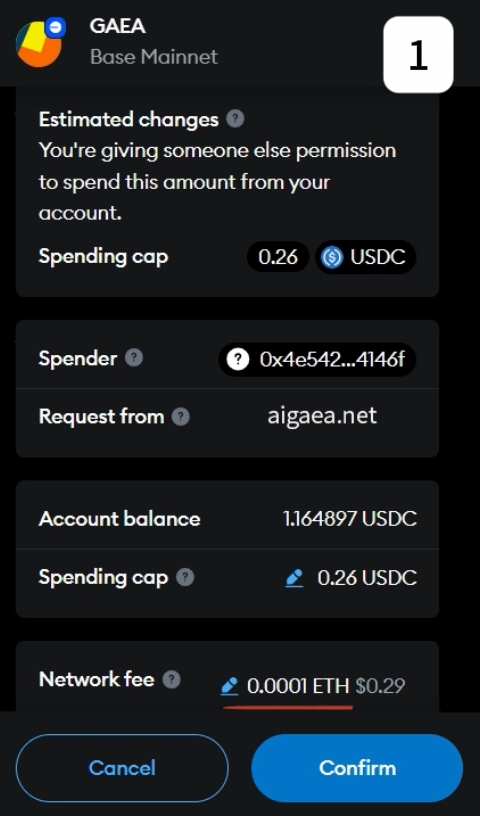 GAEA
Base Mainnet
1
Estimated changes ?
You're giving someone else permission
to spend this amount from your
account.
Spending cap 0.26 USDC
Spender ? ? 0x4e542...4146f
Request from ? aigaea.net
Account balance 1.164897 USDC
Spending cap ? 0.26 USDC
Network fee ? 0.0001 ETH $0.29
Cancel Confirm